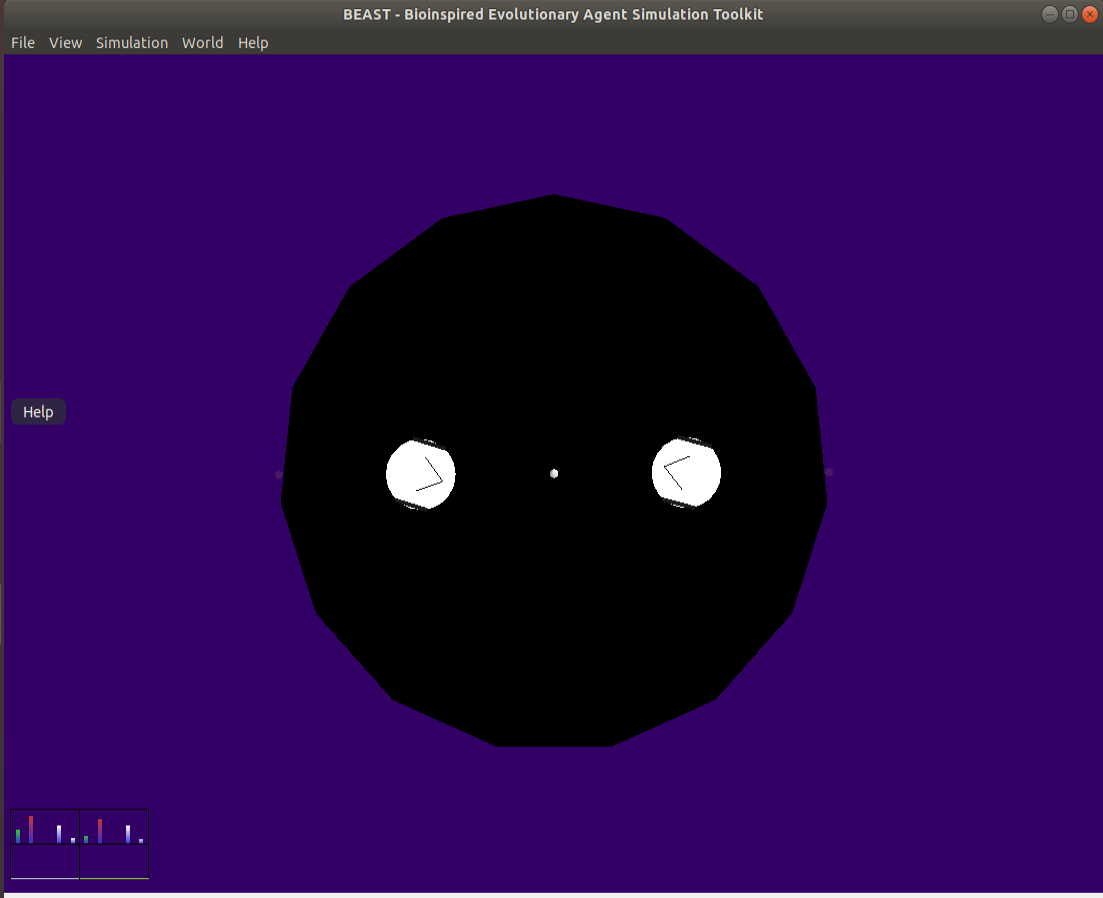 BEAST - Bioinspired Evolutionary Agent Simulation Toolkit
File View Simulation World Help
Help